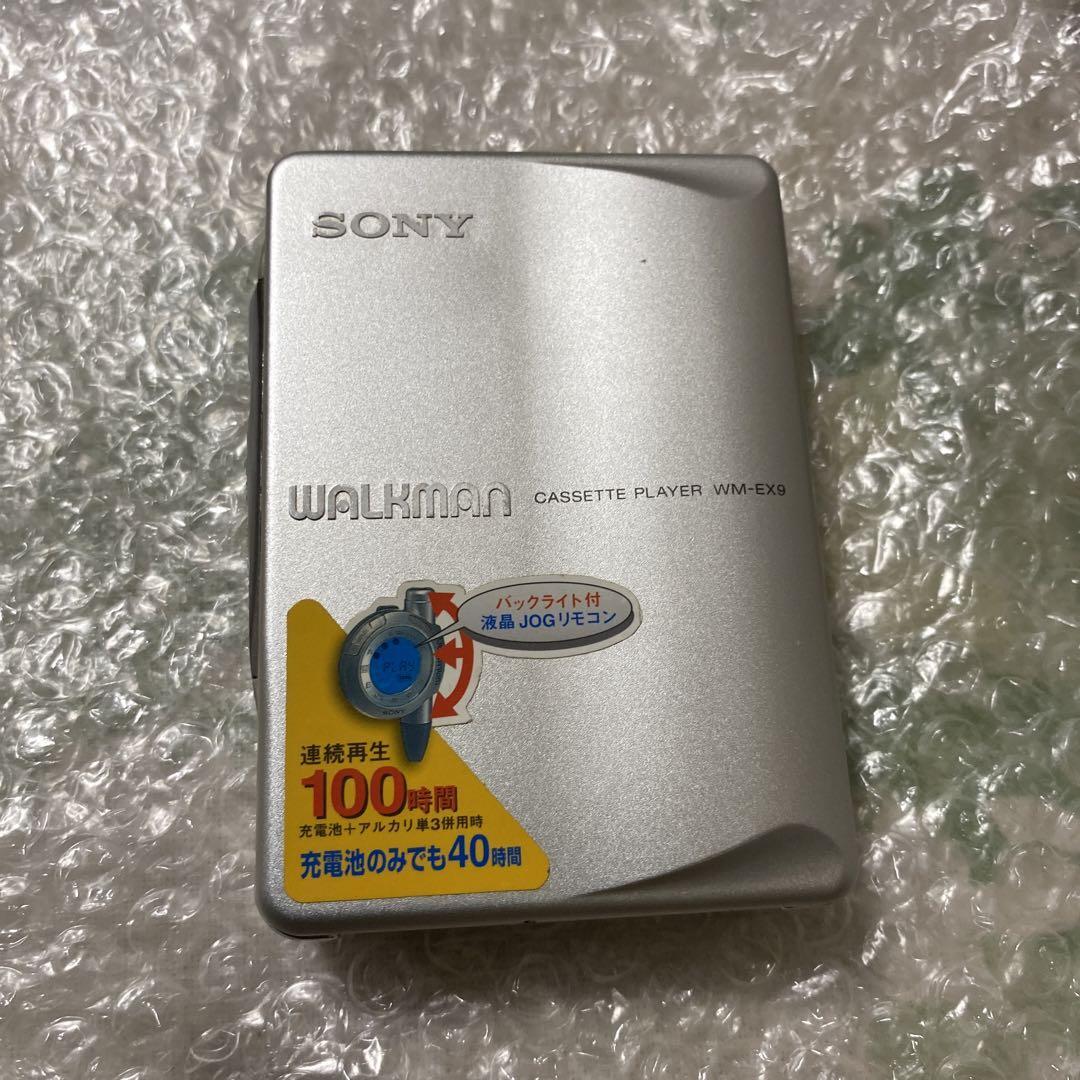 SONY
WALKMAN CASSETTE PLAYER WM-EX9
バックライト付
液晶 JOGリモコン
PLAY
SONY
連続再生
100時間
充電池+アルカリ単3併用時
充電池のみでも40時間